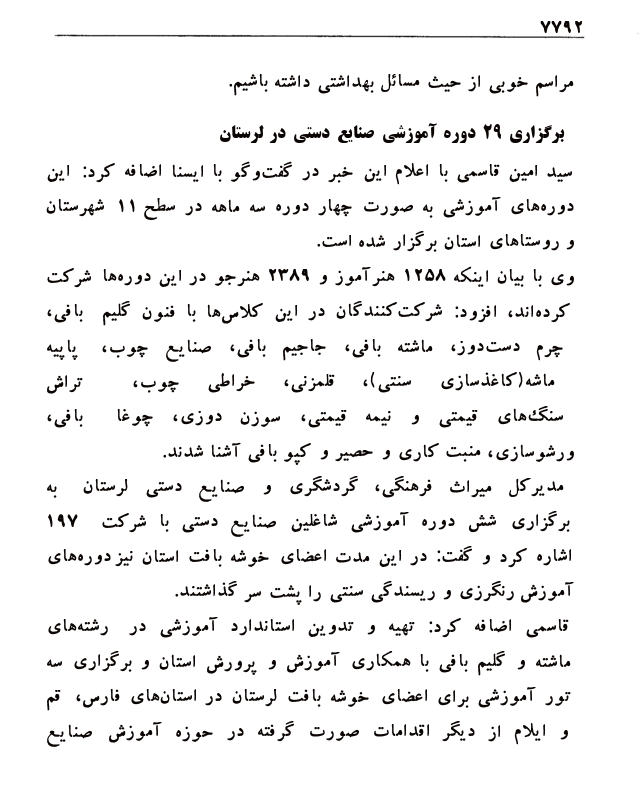 ۷۷۹۲
مراسم خوبی از حیث مسائل بهداشتی داشته باشیم.
برگزاری ۲۹ دوره آموزشی صنایع دستی در لرستان
سید امین قاسمی با اعلام این خبر در گفت‌وگو با ایسنا اضافه کرد: این
دوره‌های آموزشی به صورت چهار دوره سه ماهه در سطح ۱۱ شهرستان
و روستاهای استان برگزار شده است.
وی با بیان اینکه ۱۲۵۸ هنرآموز و ۲۳۸۹ هنرجو در این دوره‌ها شرکت
کرده‌اند، افزود: شرکت‌کنندگان در این کلاس‌ها با فنون گلیم بافی،
چرم دست‌دوز، ماشته بافی، جاجیم بافی، صنایع چوب، پاپیه
ماشه(کاغذسازی سنتی)، قلمزنی، خراطی چوب، تراش
سنگ‌های قیمتی و نیمه قیمتی، سوزن دوزی، چوغا بافی،
ورشوسازی، منبت کاری و حصیر و کپو بافی آشنا شدند.
مدیرکل میراث فرهنگی، گردشگری و صنایع دستی لرستان به
برگزاری شش دوره آموزشی شاغلین صنایع دستی با شرکت ۱۹۷
اشاره کرد و گفت: در این مدت اعضای خوشه بافت استان نیز دوره‌های
آموزش رنگرزی و ریسندگی سنتی را پشت سر گذاشتند.
قاسمی اضافه کرد: تهیه و تدوین استاندارد آموزشی در رشته‌های
ماشته و گلیم بافی با همکاری آموزش و پرورش استان و برگزاری سه
تور آموزشی برای اعضای خوشه بافت لرستان در استان‌های فارس، قم
و ایلام از دیگر اقدامات صورت گرفته در حوزه آموزش صنایع